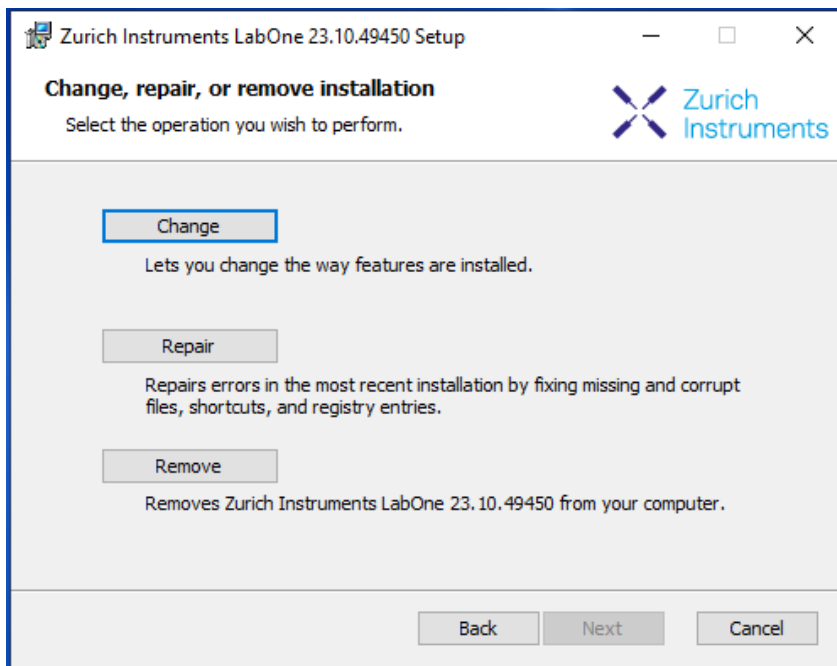 Zurich Instruments LabOne 23.10.49450 Setup
Change, repair, or remove installation
Select the operation you wish to perform.
Zurich
Instruments
Change
Lets you change the way features are installed.
Repair
Repairs errors in the most recent installation by fixing missing and corrupt
files, shortcuts, and registry entries.
Remove
Removes Zurich Instruments LabOne 23.10.49450 from your computer.
Back Next Cancel